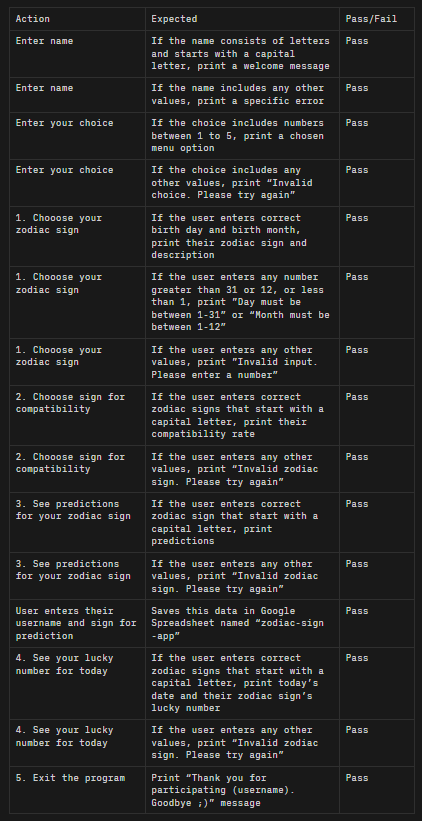 Action Expected Pass/Fail
Enter name If the name consists of letters Pass
and starts with a capital
letter, print a welcome message
Enter name If the name includes any other Pass
values, print a specific error
Enter your choice If the choice includes numbers Pass
between 1 to 5, print a chosen
menu option
Enter your choice If the choice includes any Pass
other values, print “Invalid
choice. Please try again”
1. Chooose your If the user enters correct Pass
zodiac sign birth day and birth month,
print their zodiac sign and
description
1. Chooose your If the user enters any number Pass
zodiac sign greater than 31 or 12, or less
than 1, print ”Day must be
between 1-31” or “Month must be
between 1-12”
1. Chooose your If the user enters any other Pass
zodiac sign values, print ”Invalid input.
Please enter a number”
2. Chooose sign for If the user enters correct Pass
compatibility zodiac signs that start with a
capital letter, print their
compatibility rate
2. Chooose sign for If the user enters any other Pass
compatibility values, print “Invalid zodiac
sign. Please try again”
3. See predictions If the user enters correct Pass
for your zodiac sign zodiac sign that start with a
capital letter, print
predictions
3. See predictions If the user enters any other Pass
for your zodiac sign values, print “Invalid zodiac
sign. Please try again”
User enters their Saves this data in Google Pass
username and sign for Spreadsheet named “zodiac-sign
prediction -app”
4. See your lucky If the user enters correct Pass
number for today zodiac signs that start with a
capital letter, print today’s
date and their zodiac sign’s
lucky number
4. See your lucky If the user enters any other Pass
number for today values, print “Invalid zodiac
sign. Please try again”
5. Exit the program Print “Thank you for Pass
participating (username).
Goodbye ;)” message